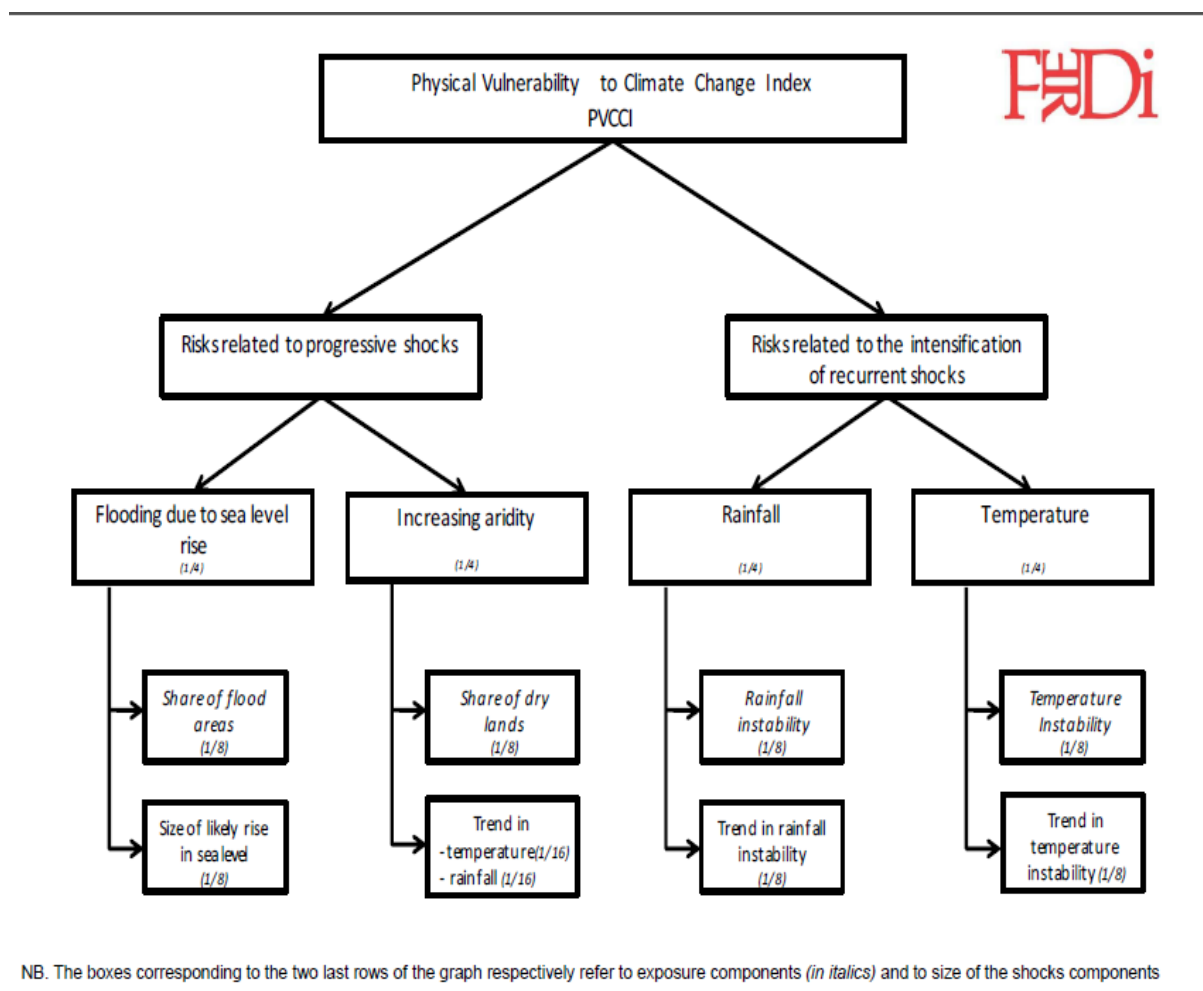 Physical Vulnerability to Climate Change Index
PVCCI
FERDi
Risks related to progressive shocks
Risks related to the intensification
of recurrent shocks
Flooding due to sea level
rise
(1/4)
Increasing aridity
(1/4)
Rainfall
(1/4)
Temperature
(1/4)
Share of flood
areas
(1/8)
Share of dry
lands
(1/8)
Rainfall
instability
(1/8)
Temperature
Instability
(1/8)
Size of likely rise
in sea level
(1/8)
Trend in
-temperature(1/16)
- rainfall (1/16)
Trend in rainfall
instability
(1/8)
Trend in
temperature
instability (1/8)
NB. The boxes corresponding to the two last rows of the graph respectively refer to exposure components (in italics) and to size of the shocks components